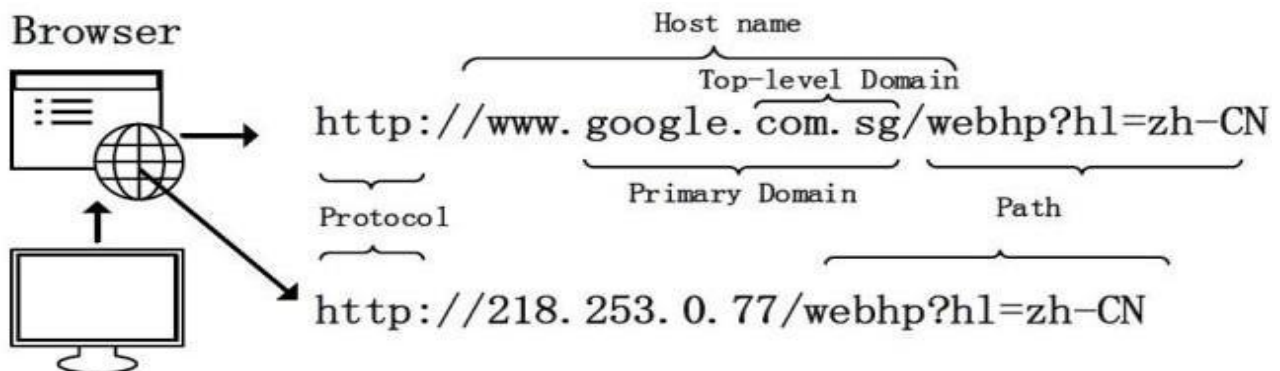 Browser
Host name
Top-level Domain
http://www.google.com.sg/webhp?hl=zh-CN
Primary Domain
Path
Protocol
http://218.253.0.77/webhp?hl=zh-CN